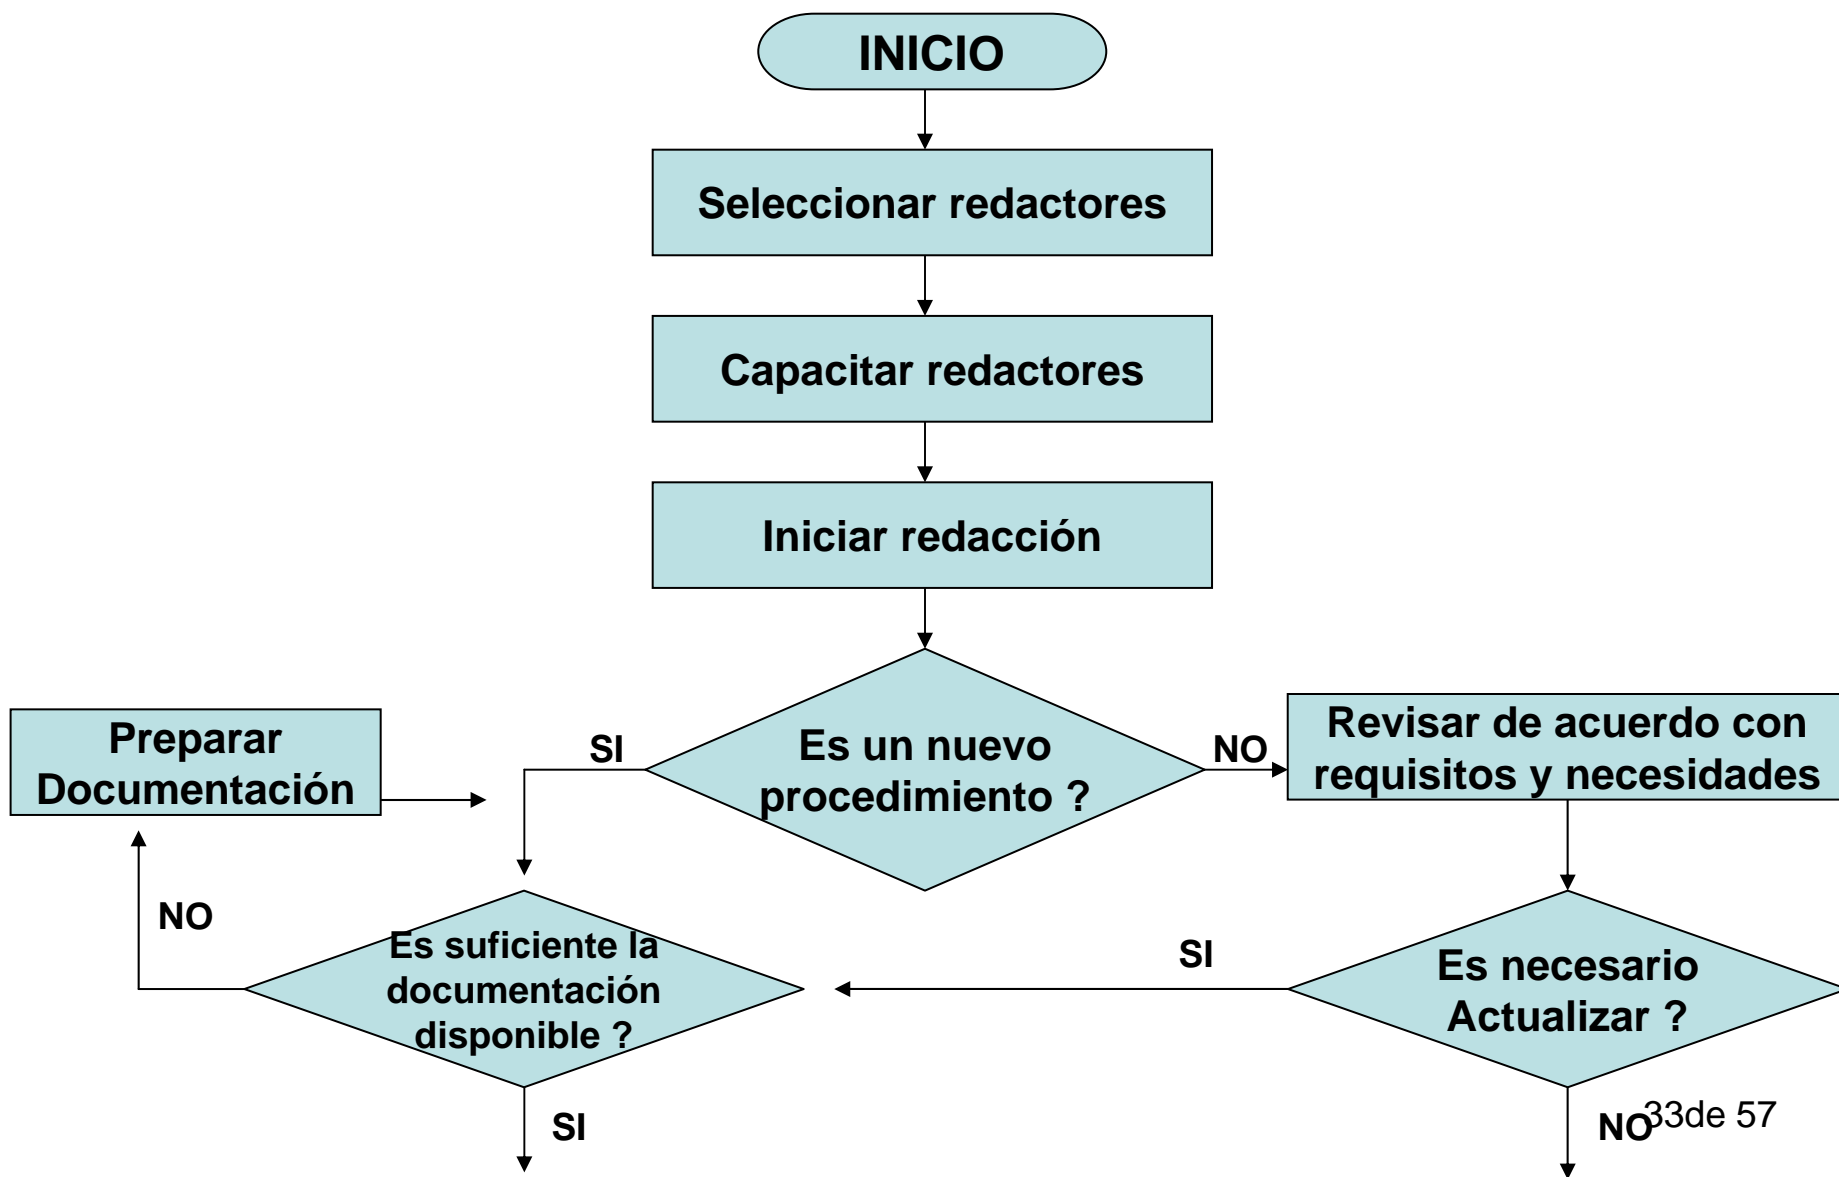 INICIO
Seleccionar redactores
Capacitar redactores
Iniciar redacción
Preparar
Documentación
SI
Es un nuevo
procedimiento ?
NO
Revisar de acuerdo con
requisitos y necesidades
NO
Es suficiente la
documentación
disponible ?
SI
Es necesario
Actualizar ?
SI
NO
33de 57